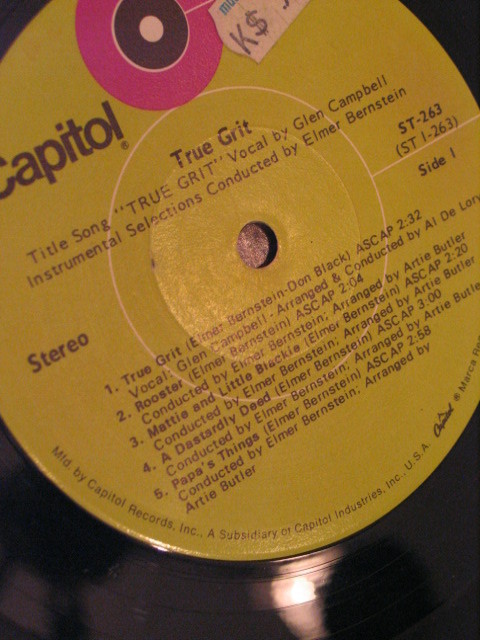 K$
Capitol®
True Grit
Title Song "TRUE GRIT" Vocal by Glen Campbell
Instrumental Selections Conducted by Elmer Bernstein
ST-263
(ST 1-263)
Side 1
Stereo
1. True Grit (Elmer Bernstein-Don Black) ASCAP 2:32
Vocal: Glen Campbell - Arranged & Conducted by Al De Lory
2. Rooster (Elmer Bernstein) ASCAP 2:04
Conducted by Elmer Bernstein; Arranged by Artie Butler
3. Mattie and Little Blackie (Elmer Bernstein) ASCAP 2:20
Conducted by Elmer Bernstein; Arranged by Artie Butler
4. A Dastardly Deed (Elmer Bernstein) ASCAP 3:00
Conducted by Elmer Bernstein; Arranged by Artie Butler
5. Papa's Things (Elmer Bernstein) ASCAP 2:58
Conducted by Elmer Bernstein; Arranged by
Artie Butler
Mfd. by Capitol Records, Inc., A Subsidiary of Capitol Industries, Inc., U.S.A. Capitol ® Marca Reg